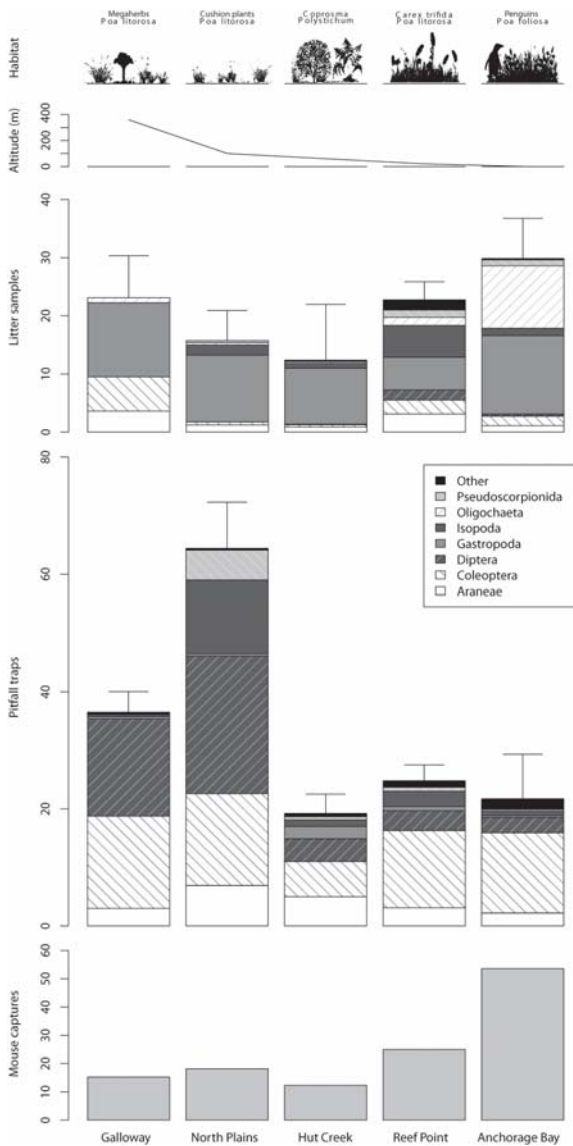 Megaherbs
Poa litorosa
Cushion plants
Poa litorosa
Coprosma
Polystichum
Carex trifida
Poa litorosa
Penguins
Poa foliosa
Habitat
Altitude (m)
400
200
0
Litter samples
40
30
20
10
0
Pitfall traps
80
60
40
20
0
Other
Pseudoscorpionida
Oligochaeta
Isopoda
Gastropoda
Diptera
Coleoptera
Araneae
Mouse captures
60
50
40
30
20
10
0
Galloway
North Plains
Hut Creek
Reef Point
Anchorage Bay